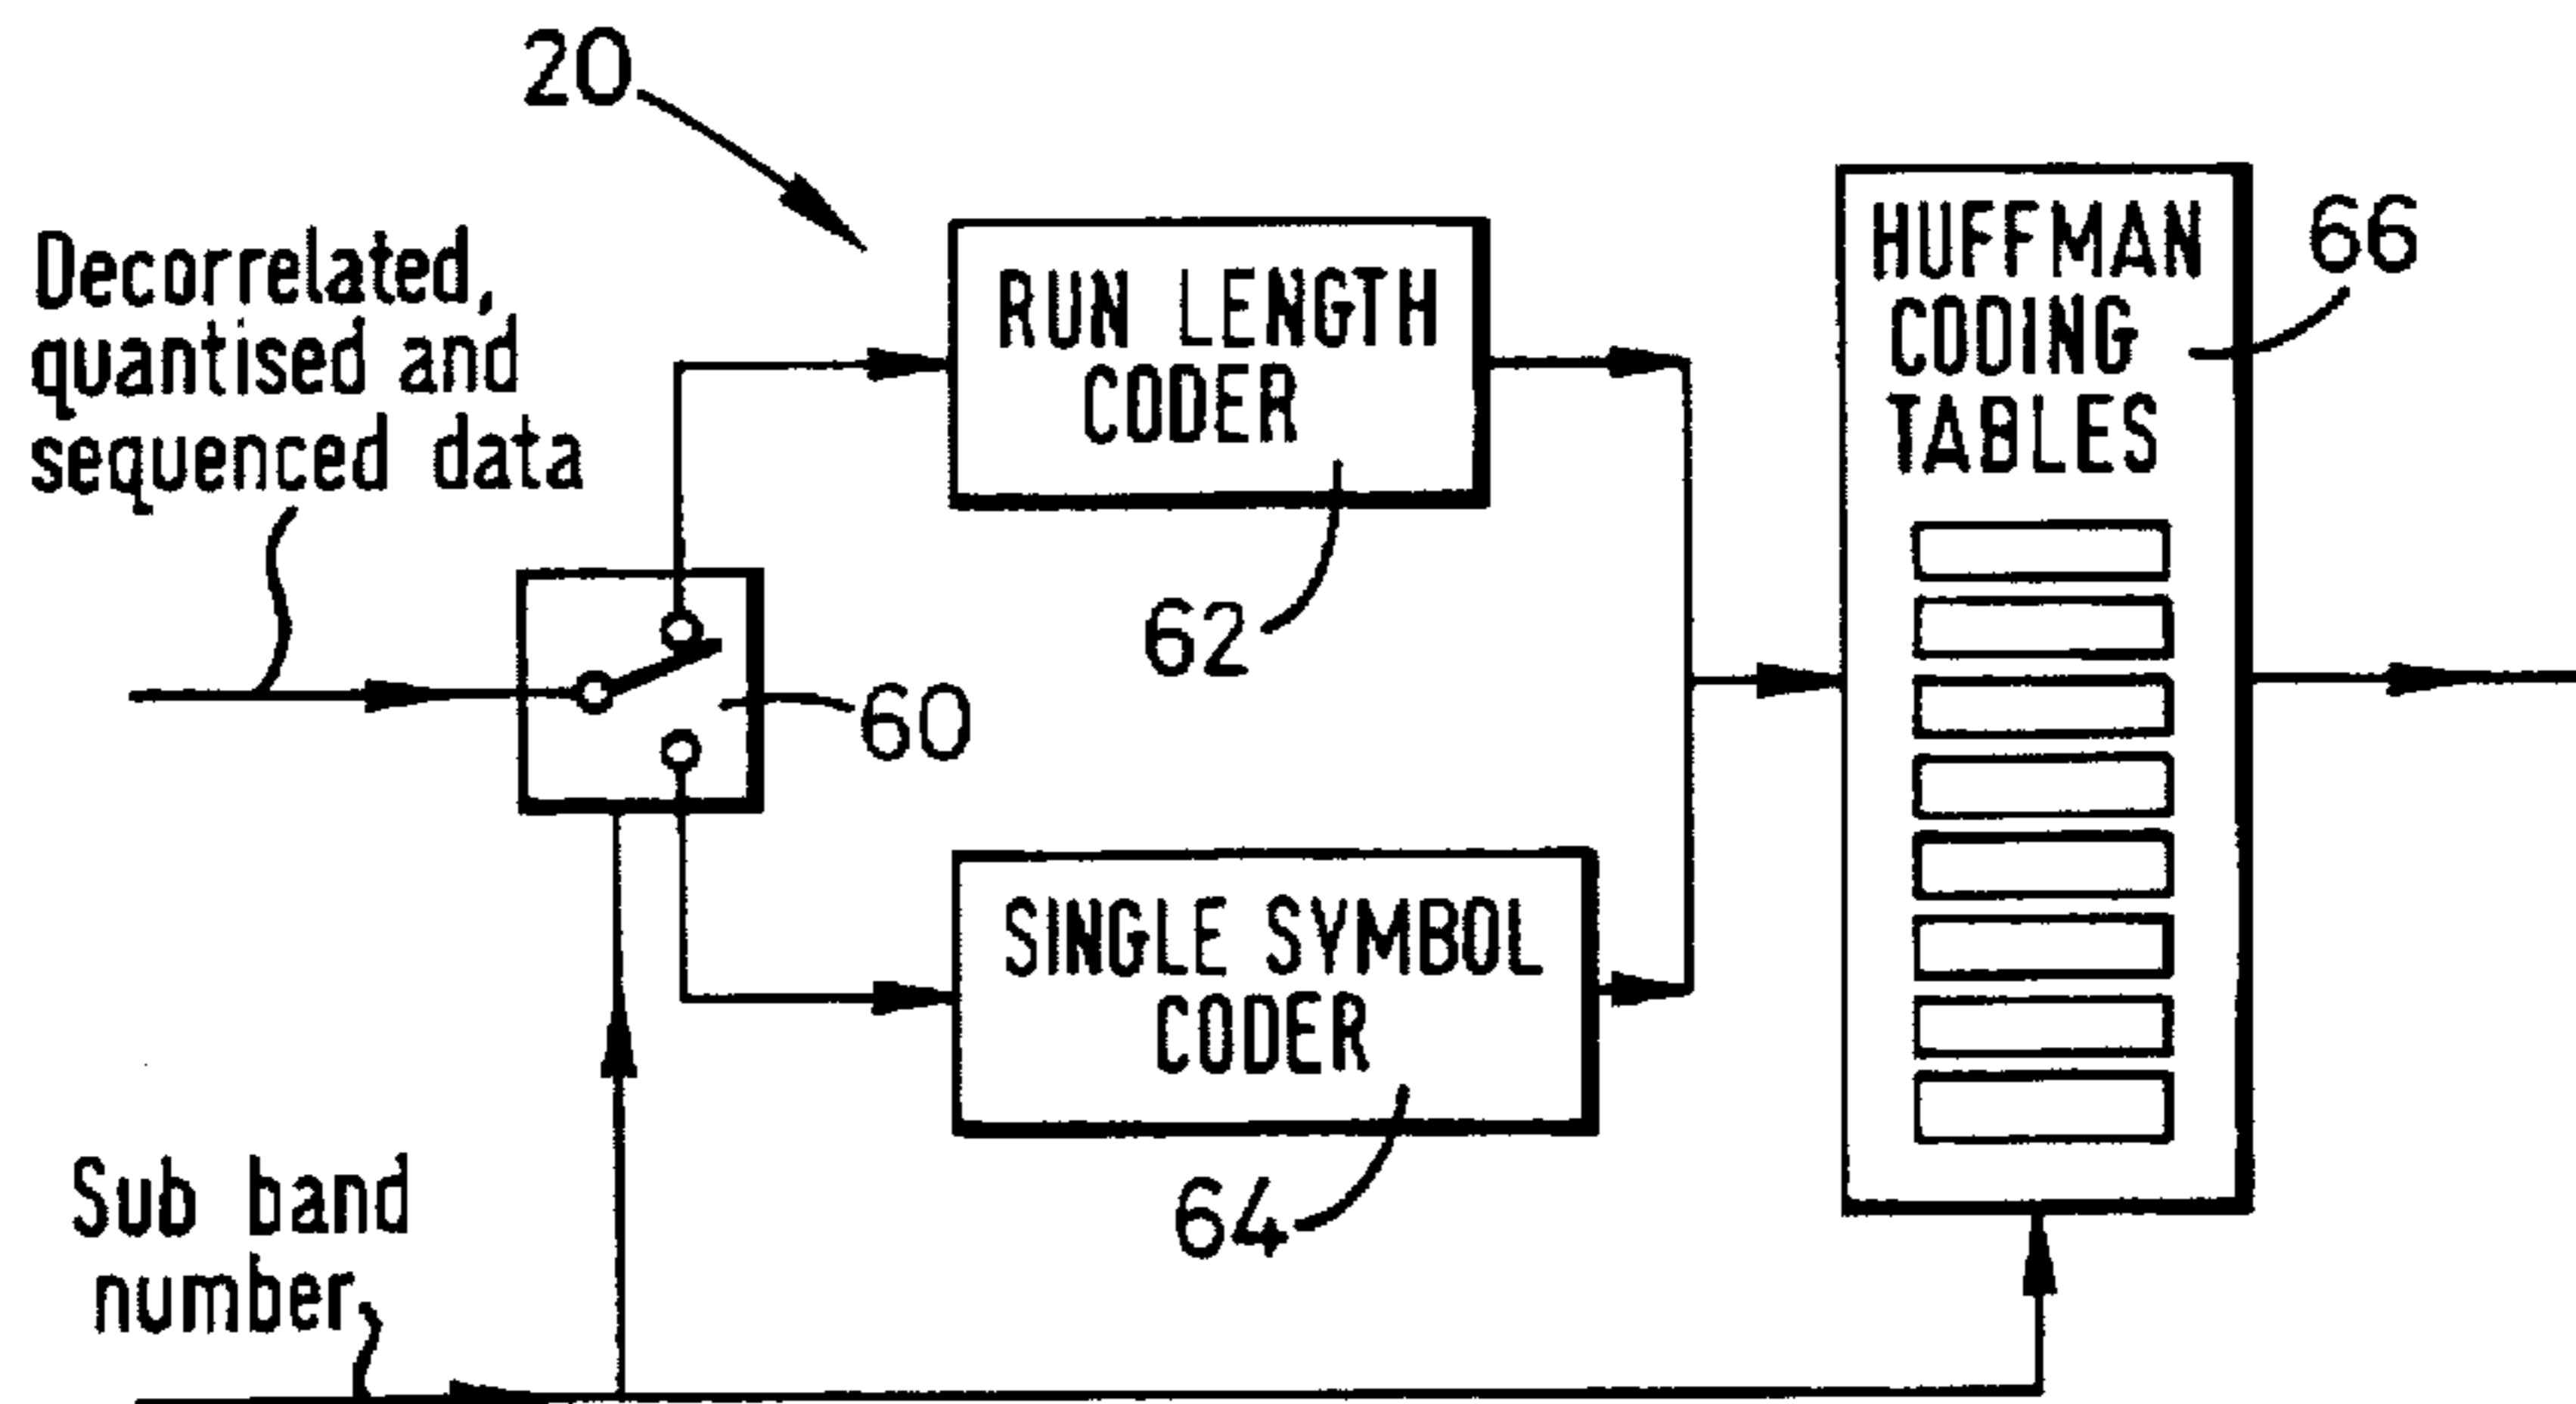 20
Decorrelated,
quantised and
sequenced data
RUN LENGTH
CODER
62
HUFFMAN
CODING
TABLES
66
60
SINGLE SYMBOL
CODER
64
Sub band
number